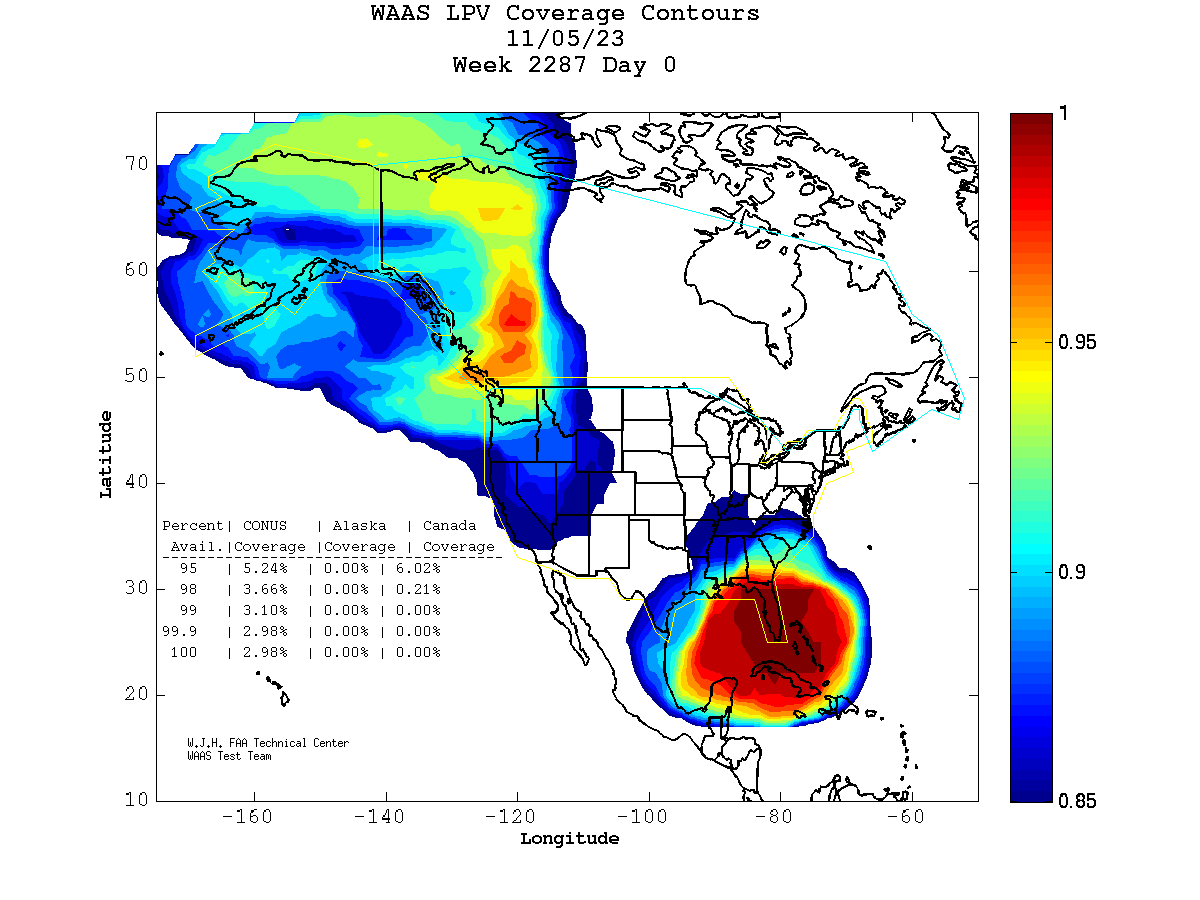 WAAS LPV Coverage Contours
11/05/23
Week 2287 Day 0
1
70
0.95
60
50
Latitude
40
Percent| CONUS | Alaska | Canada
Avail.|Coverage |Coverage | Coverage
95 | 5.24% | 0.00% | 6.02%
0.9
98 | 3.66% | 0.00% | 0.21%
30
99 | 3.10% | 0.00% | 0.00%
99.9 | 2.98% | 0.00% | 0.00%
100 | 2.98% | 0.00% | 0.00%
20
W.J.H. FAA Technical Center
WAAS Test Team
10
0.85
-160 -140 -120 -100 -80 -60
Longitude